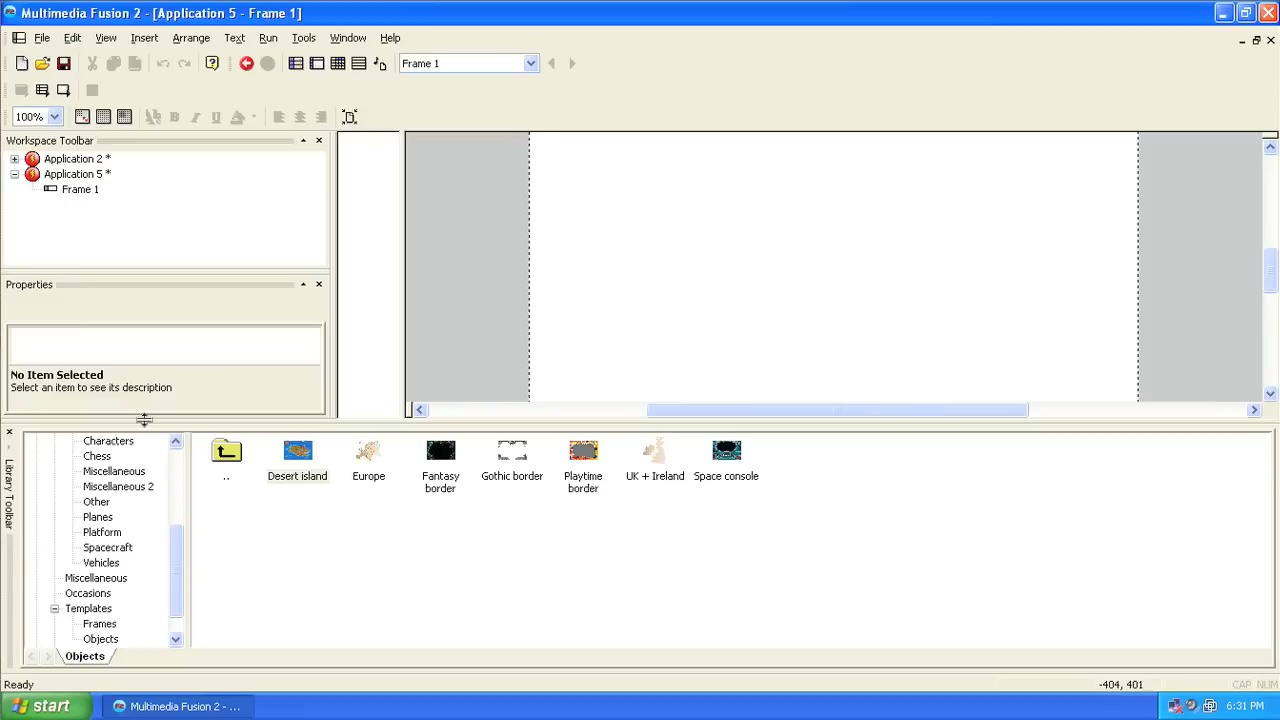 Multimedia Fusion 2 - [Application 5 - Frame 1]
File Edit View Insert Arrange Text Run Tools Window Help
Frame 1
100%
B I U A
Workspace Toolbar
Application 2 *
Application 5 *
Frame 1
Properties
No Item Selected
Select an item to see its description
Library Toolbar
Characters
Chess
Miscellaneous
Miscellaneous 2
Other
Planes
Platform
Spacecraft
Vehicles
Miscellaneous
Occasions
Templates
Frames
Objects
Objects
..
Desert island
Europe
Fantasy
border
Gothic border
Playtime
border
UK + Ireland
Space console
Ready
-404, 401
CAP NUM
start
Multimedia Fusion 2 - ...
6:31 PM